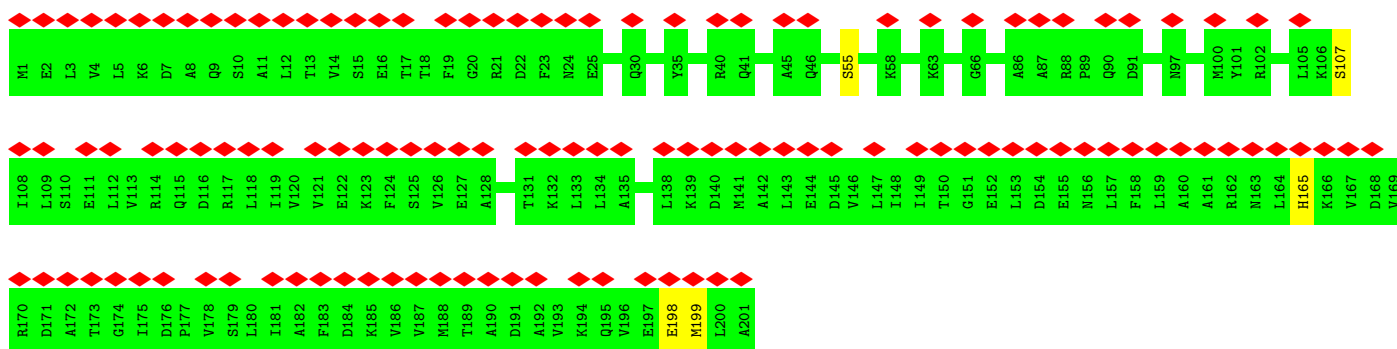 M1 E2 L3 V4 L5 K6 D7 A8 Q9 S10 A11 L12 T13 V14 S15 E16 T17 T18 F19 G20 R21 D22 F23 N24 E25 Q30 Y35 R40 Q41 A45 Q46 S55 K58 K63 G66 A86 A87 R88 P89 Q90 D91 N97 M100 Y101 R102 L105 K106 S107
I108 L109 S110 E111 L112 V113 R114 Q115 D116 R117 L118 I119 V120 V121 E122 K123 F124 S125 V126 E127 A128 T131 K132 L133 L134 A135 L138 K139 D140 M141 A142 L143 E144 D145 V146 L147 I148 I149 T150 G151 E152 L153 D154 E155 N156 L157 F158 L159 A160 A161 R162 N163 L164 H165 K166 V167 D168 V169
R170 D171 A172 T173 G174 I175 D176 P177 V178 S179 L180 I181 A182 F183 D184 K185 V186 V187 M188 T189 A190 D191 A192 V193 K194 Q195 V196 E197 E198 M199 L200 A201